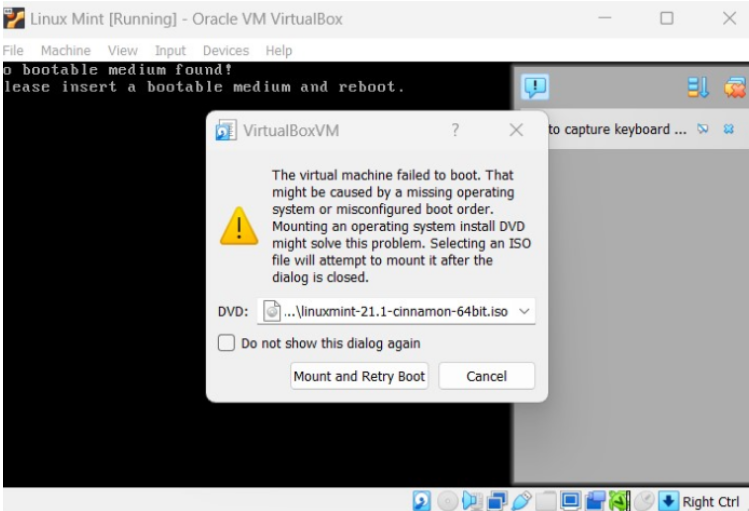 Linux Mint [Running] - Oracle VM VirtualBox
File Machine View Input Devices Help
o bootable medium found!
lease insert a bootable medium and reboot.
to capture keyboard ...
VirtualBoxVM
The virtual machine failed to boot. That
might be caused by a missing operating
system or misconfigured boot order.
Mounting an operating system install DVD
might solve this problem. Selecting an ISO
file will attempt to mount it after the
dialog is closed.
DVD: ...\linuxmint-21.1-cinnamon-64bit.iso
Do not show this dialog again
Mount and Retry Boot Cancel
Right Ctrl